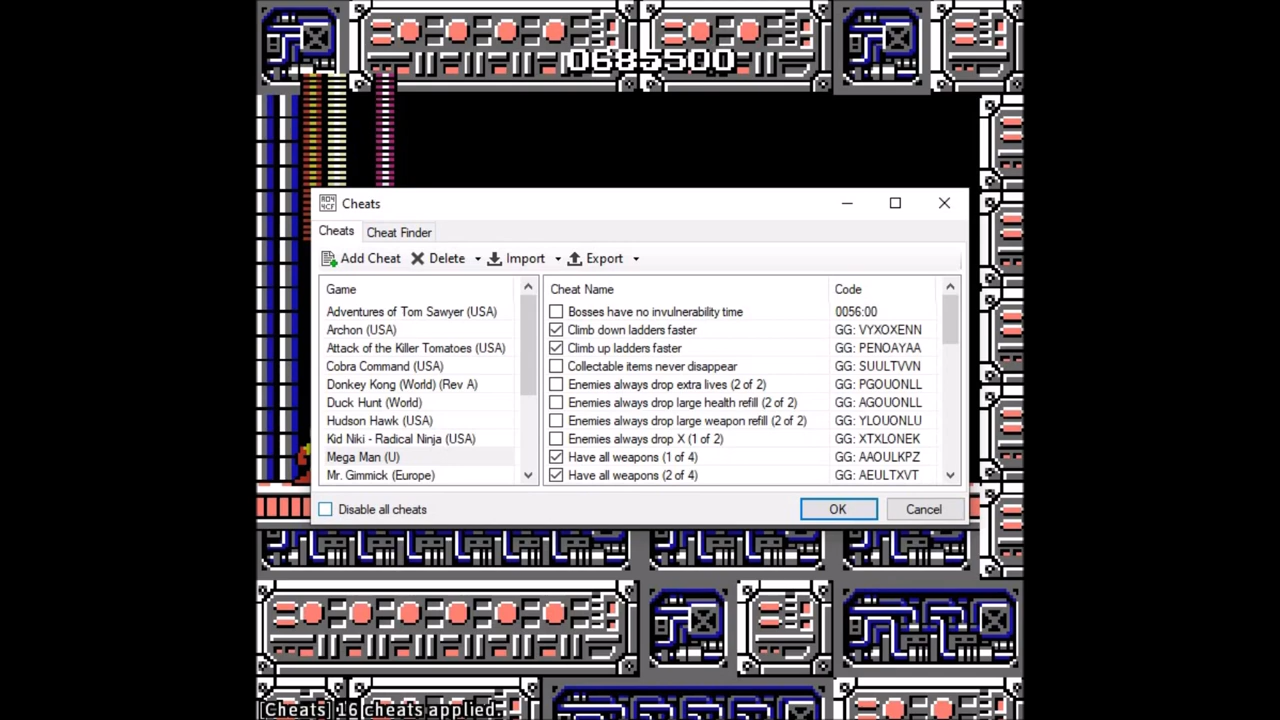 0685500
Cheats
Cheats Cheat Finder
Add Cheat Delete Import Export
Game Cheat Name Code
Adventures of Tom Sawyer (USA) Bosses have no invulnerability time 0056:00
Archon (USA) Climb down ladders faster GG: VYXOXENN
Attack of the Killer Tomatoes (USA) Climb up ladders faster GG: PENOAYAA
Cobra Command (USA) Collectable items never disappear GG: SUULTVVN
Donkey Kong (World) (Rev A) Enemies always drop extra lives (2 of 2) GG: PGOUONLL
Duck Hunt (World) Enemies always drop large health refill (2 of 2) GG: AGOUONLL
Hudson Hawk (USA) Enemies always drop large weapon refill (2 of 2) GG: YLOUONLU
Kid Niki - Radical Ninja (USA) Enemies always drop X (1 of 2) GG: XTXLONEK
Mega Man (U) Have all weapons (1 of 4) GG: AAOULKPZ
Mr. Gimmick (Europe) Have all weapons (2 of 4) GG: AEULTXVT
Disable all cheats OK Cancel
[Cheats] 16 cheats applied.